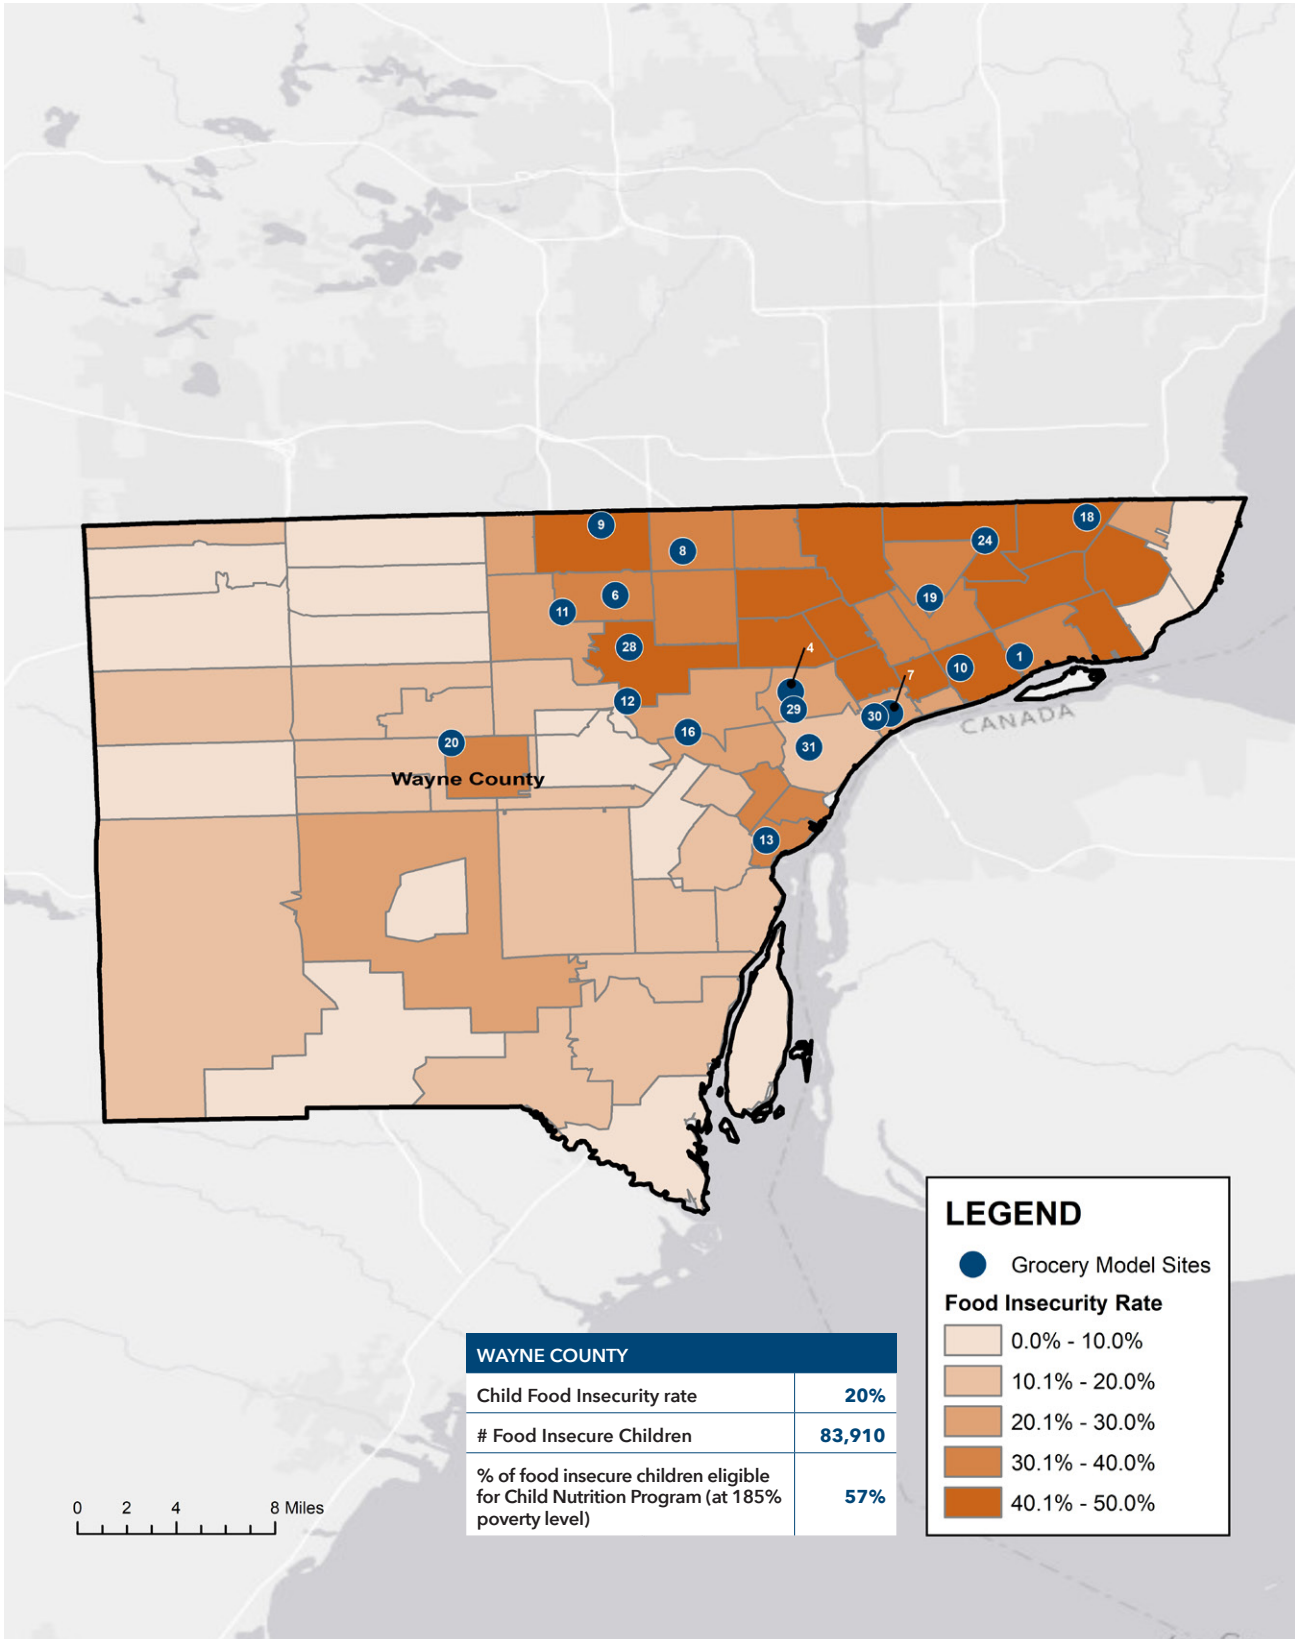 9
18
24
8
6
19
11
28
4
1
10
7
12
29
30
CANADA
16
31
20
Wayne County
13
LEGEND
Grocery Model Sites
Food Insecurity Rate
0.0% - 10.0%
10.1% - 20.0%
20.1% - 30.0%
30.1% - 40.0%
40.1% - 50.0%
WAYNE COUNTY
Child Food Insecurity rate 20%
# Food Insecure Children 83,910
% of food insecure children eligible
for Child Nutrition Program (at 185% 57%
poverty level)
0 2 4 8 Miles